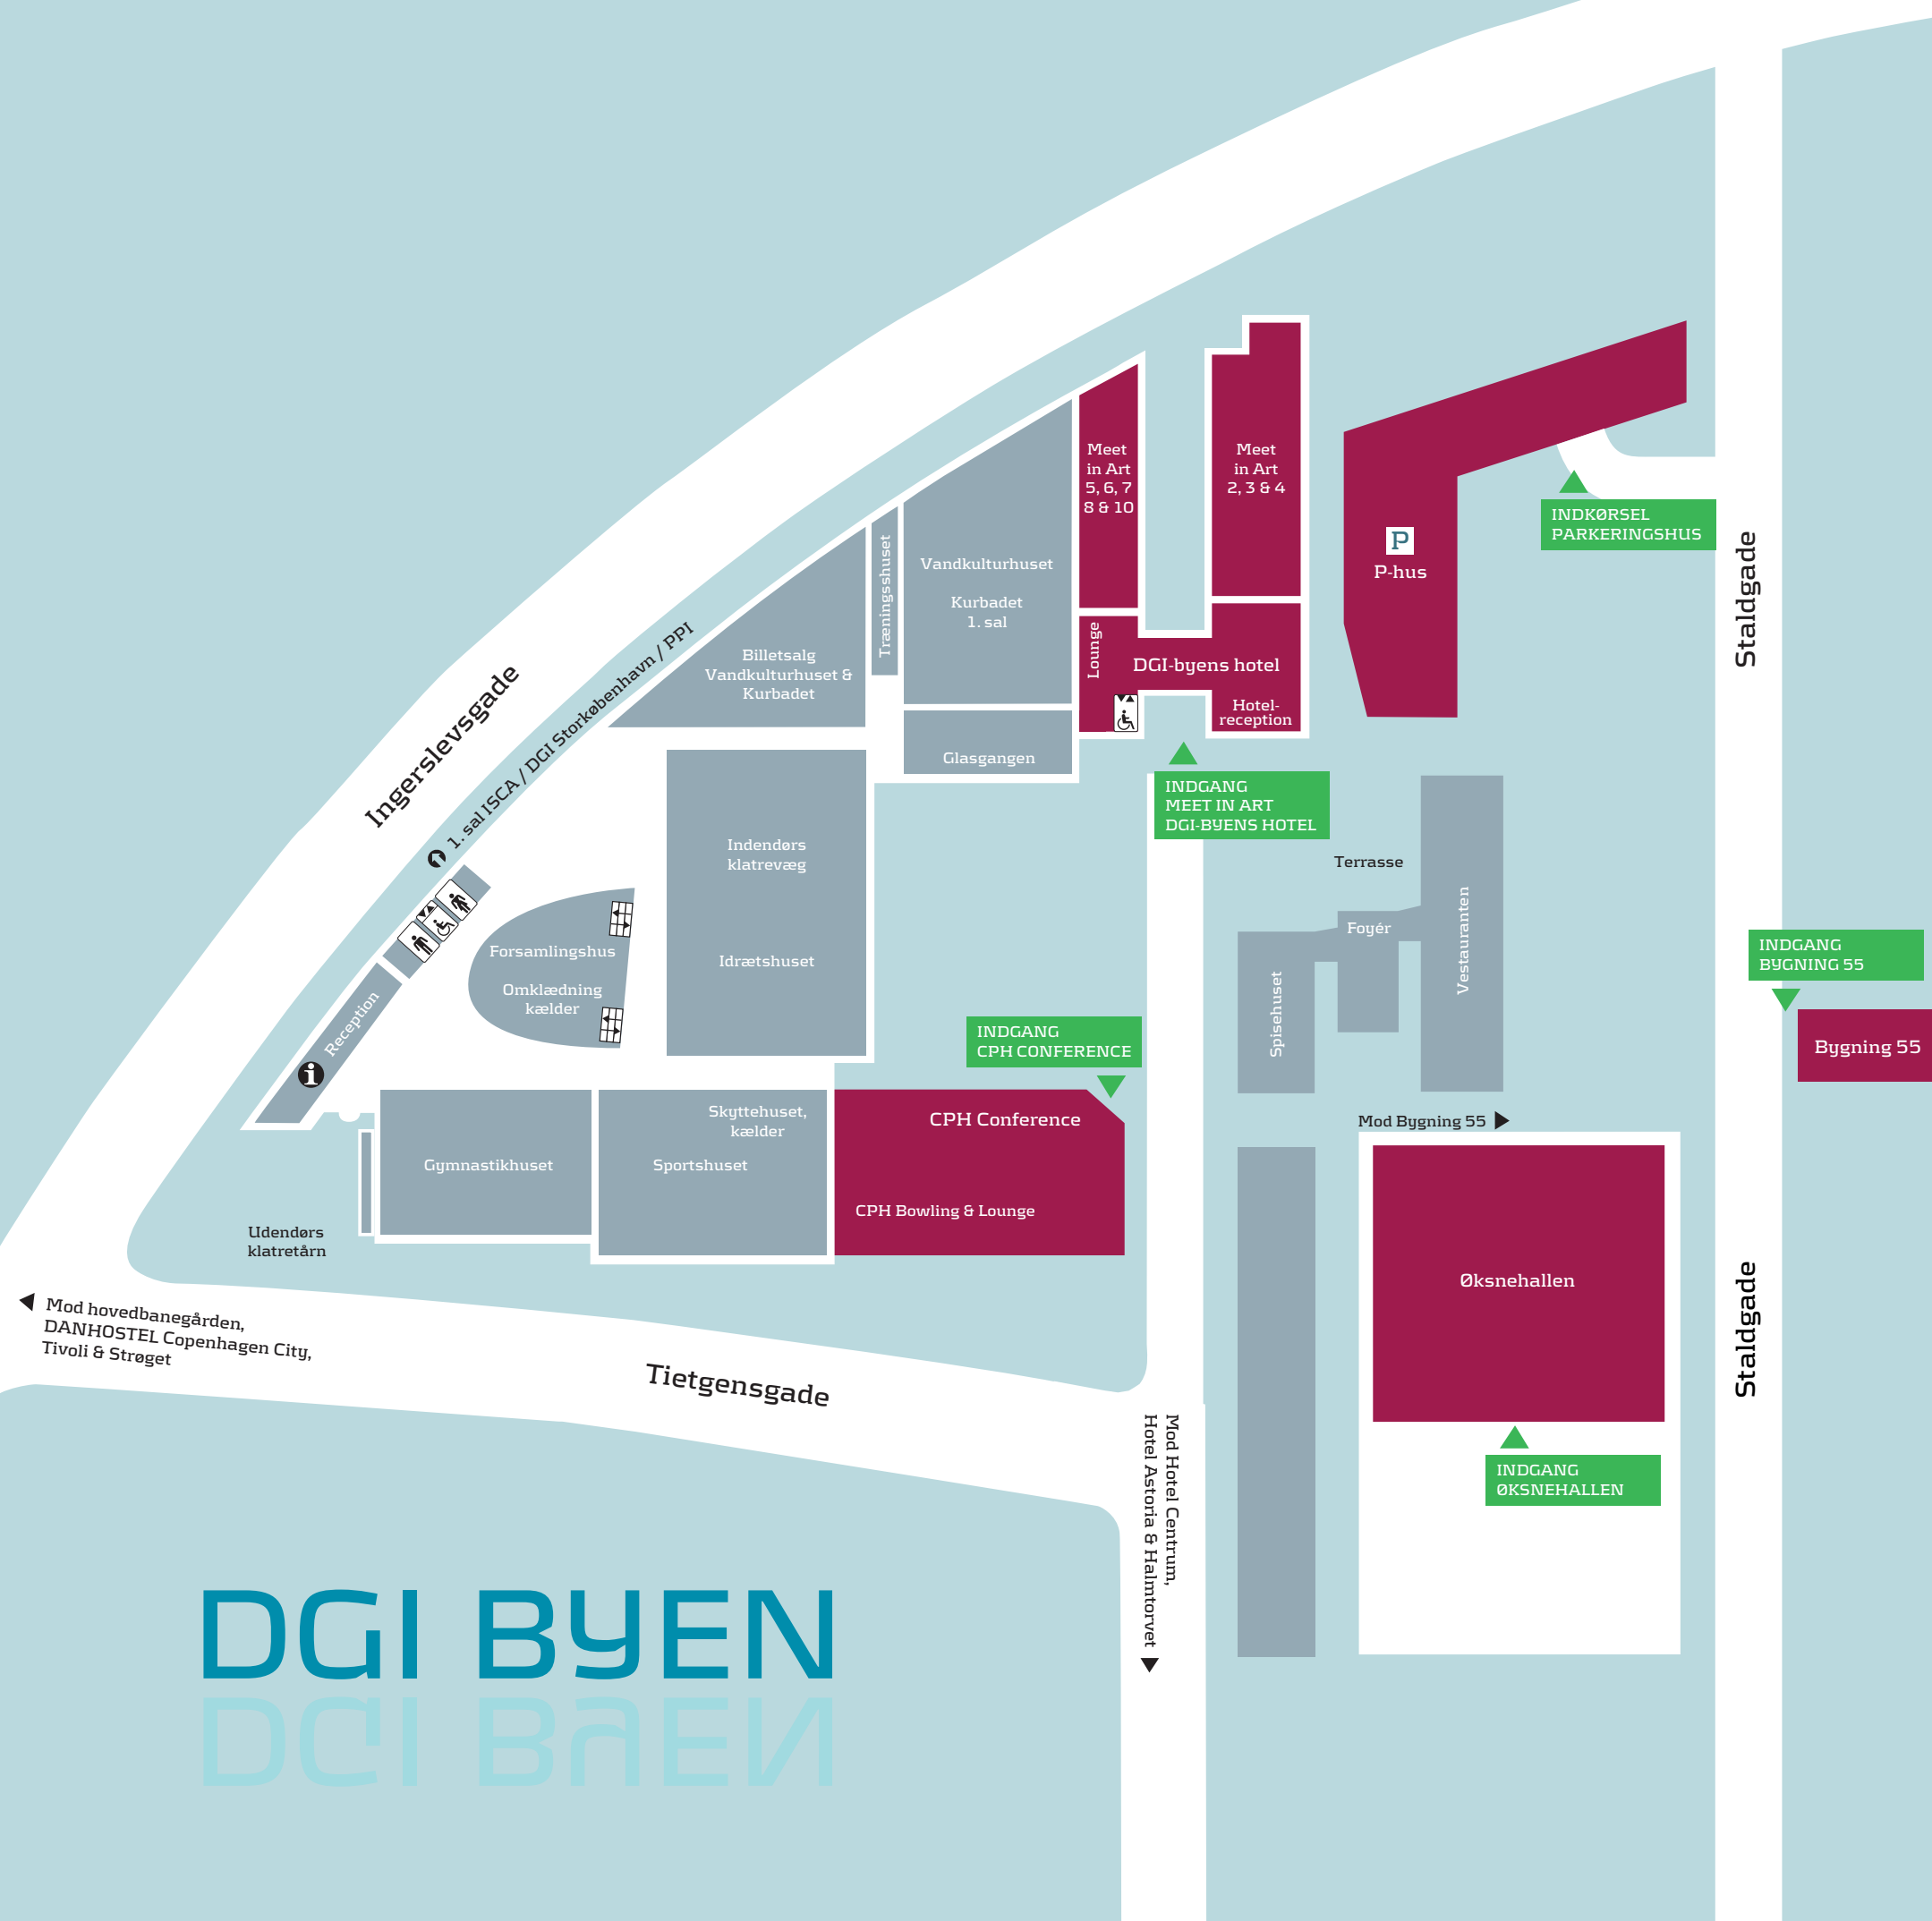 Ingerslevsgade
1. sal ISCA / DGI Storkøbenhavn / PPI
Meet
in Art
5, 6, 7
8 & 10
Meet
in Art
2, 3 & 4
P
P-hus
INDKØRSEL
PARKERINGSHUS
Staldgade
Vandkulturhuset
Kurbadet
1. sal
Træningsshuset
Billetsalg
Vandkulturhuset &
Kurbadet
Lounge
DGI-byens hotel
Hotel-
reception
Glasgangen
INDGANG
MEET IN ART
DGI-BYENS HOTEL
Indendørs
klatrevæg
Idrætshuset
Terrasse
Foyér
Vestauranten
Spisehuset
Forsamlingshus
Omklædning
kælder
Reception
i
INDGANG
CPH CONFERENCE
INDGANG
BYGNING 55
Bygning 55
Mod Bygning 55
Skyttehuset,
kælder
CPH Conference
Gymnastikhuset
Sportshuset
CPH Bowling & Lounge
Udendørs
klatretårn
Øksnehallen
Staldgade
Mod hovedbanegården,
DANHOSTEL Copenhagen City,
Tivoli & Strøget
Tietgensgade
Mod Hotel Centrum,
Hotel Astoria & Halmtorvet
INDGANG
ØKSNEHALLEN
DGI BYEN
DGI BYEN